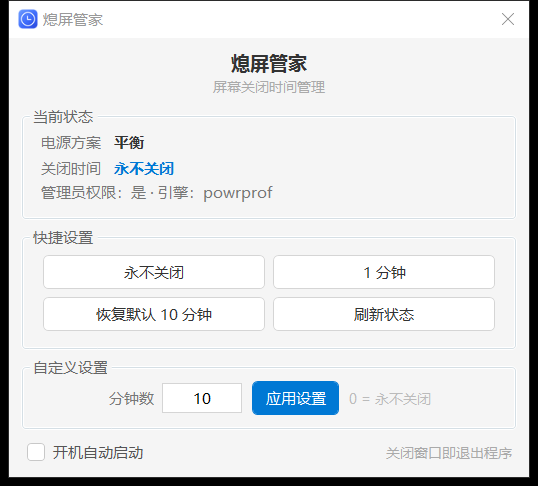 熄屏管家
熄屏管家
屏幕关闭时间管理
当前状态
电源方案 平衡
关闭时间 永不关闭
管理员权限：是 · 引擎：powrprof
快捷设置
永不关闭 1 分钟
恢复默认 10 分钟 刷新状态
自定义设置
分钟数 10 应用设置 0 = 永不关闭
开机自动启动 关闭窗口即退出程序